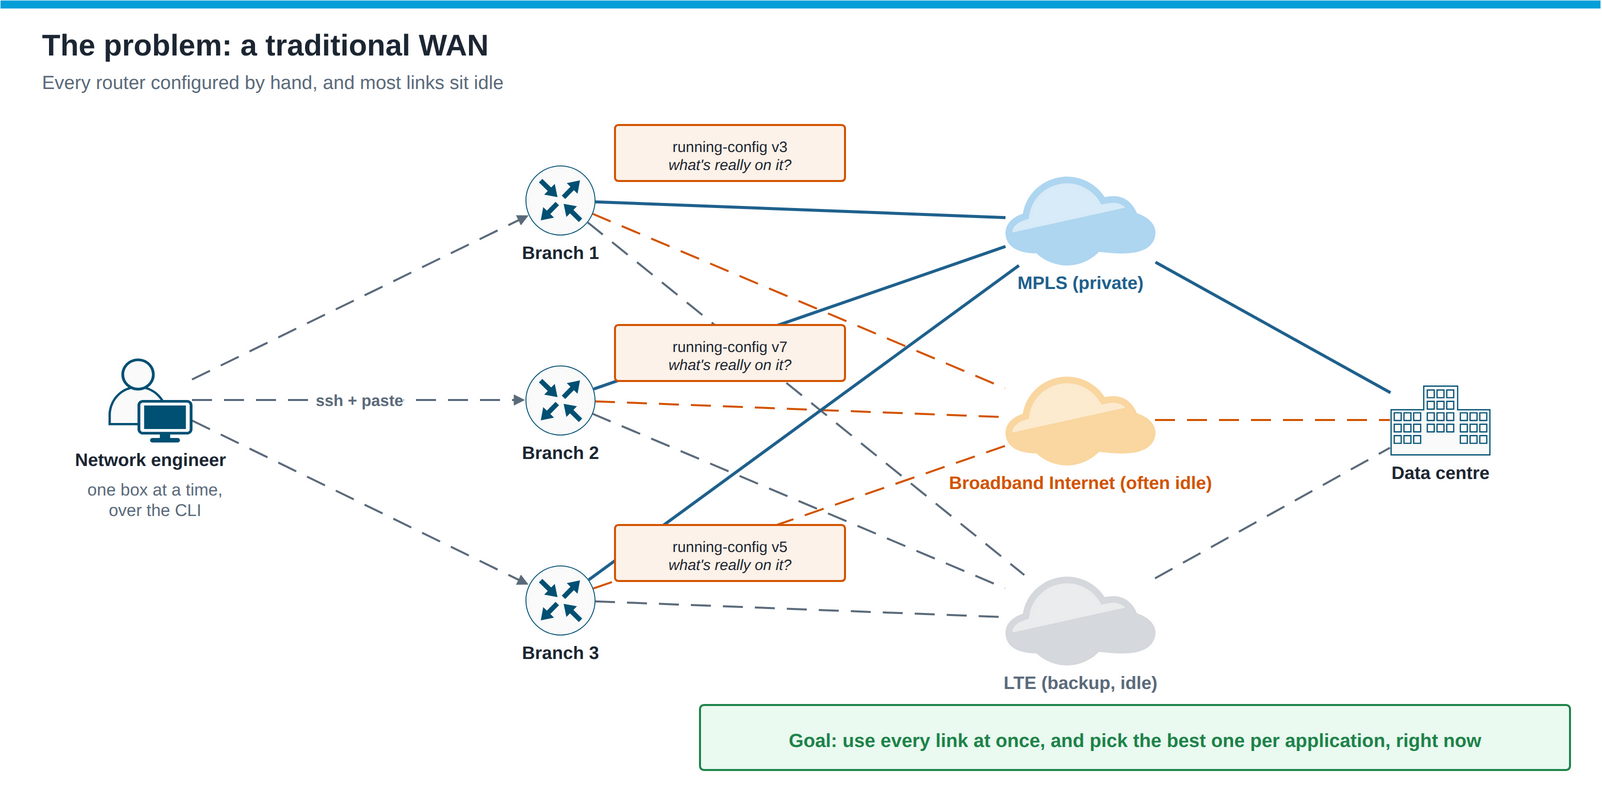 The problem: a traditional WAN
Every router configured by hand, and most links sit idle
running-config v3
what's really on it?
Branch 1
MPLS (private)
running-config v7
what's really on it?
ssh + paste
Branch 2
Network engineer
one box at a time,
over the CLI
Broadband Internet (often idle)
Data centre
running-config v5
what's really on it?
Branch 3
LTE (backup, idle)
Goal: use every link at once, and pick the best one per application, right now